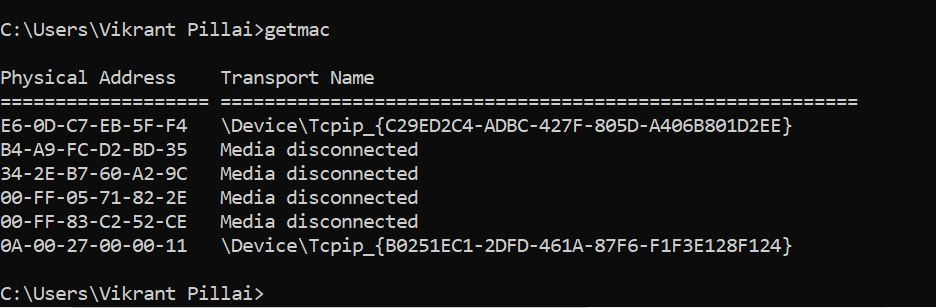 C:\Users\Vikrant Pillai>getmac
Physical Address    Transport Name
=================== ==========================================================
E6-0D-C7-EB-5F-F4   \Device\Tcpip_{C29ED2C4-ADBC-427F-805D-A406B801D2EE}
B4-A9-FC-D2-BD-35   Media disconnected
34-2E-B7-60-A2-9C   Media disconnected
00-FF-05-71-82-2E   Media disconnected
00-FF-83-C2-52-CE   Media disconnected
0A-00-27-00-00-11   \Device\Tcpip_{B0251EC1-2DFD-461A-87F6-F1F3E128F124}
C:\Users\Vikrant Pillai>